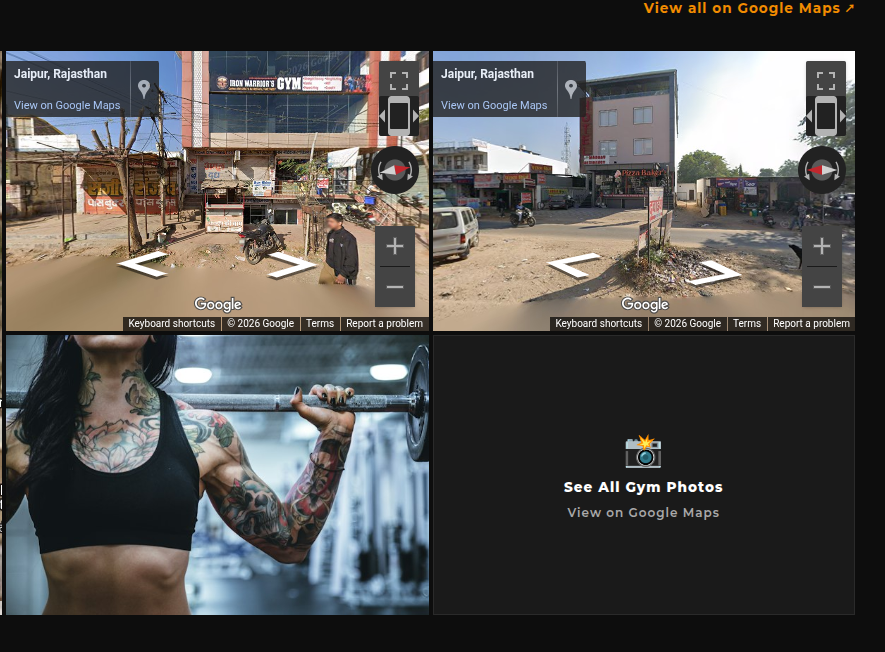 View all on Google Maps ↗
Jaipur, Rajasthan
View on Google Maps
IRON WARRIOR'S GYM
Google
Keyboard shortcuts
© 2026 Google
Terms
Report a problem
Jaipur, Rajasthan
View on Google Maps
Pizza Baker
Google
Keyboard shortcuts
© 2026 Google
Terms
Report a problem
See All Gym Photos
View on Google Maps